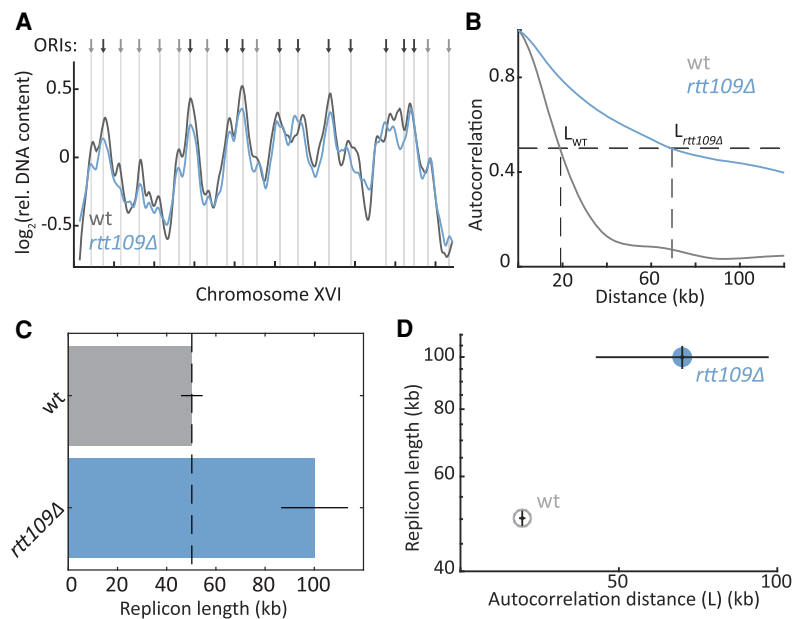 A
ORIs:
log2(rel. DNA content)
0.5
0
-0.5
wt
rtt109Δ
Chromosome XVI
B
Autocorrelation
0.8
0.4
0
wt
rtt109Δ
LWT
Lrtt109Δ
20
60
100
Distance (kb)
C
wt
rtt109Δ
0
20
40
60
80
100
Replicon length (kb)
D
Replicon length (kb)
100
80
60
40
rtt109Δ
wt
50
100
Autocorrelation distance (L) (kb)